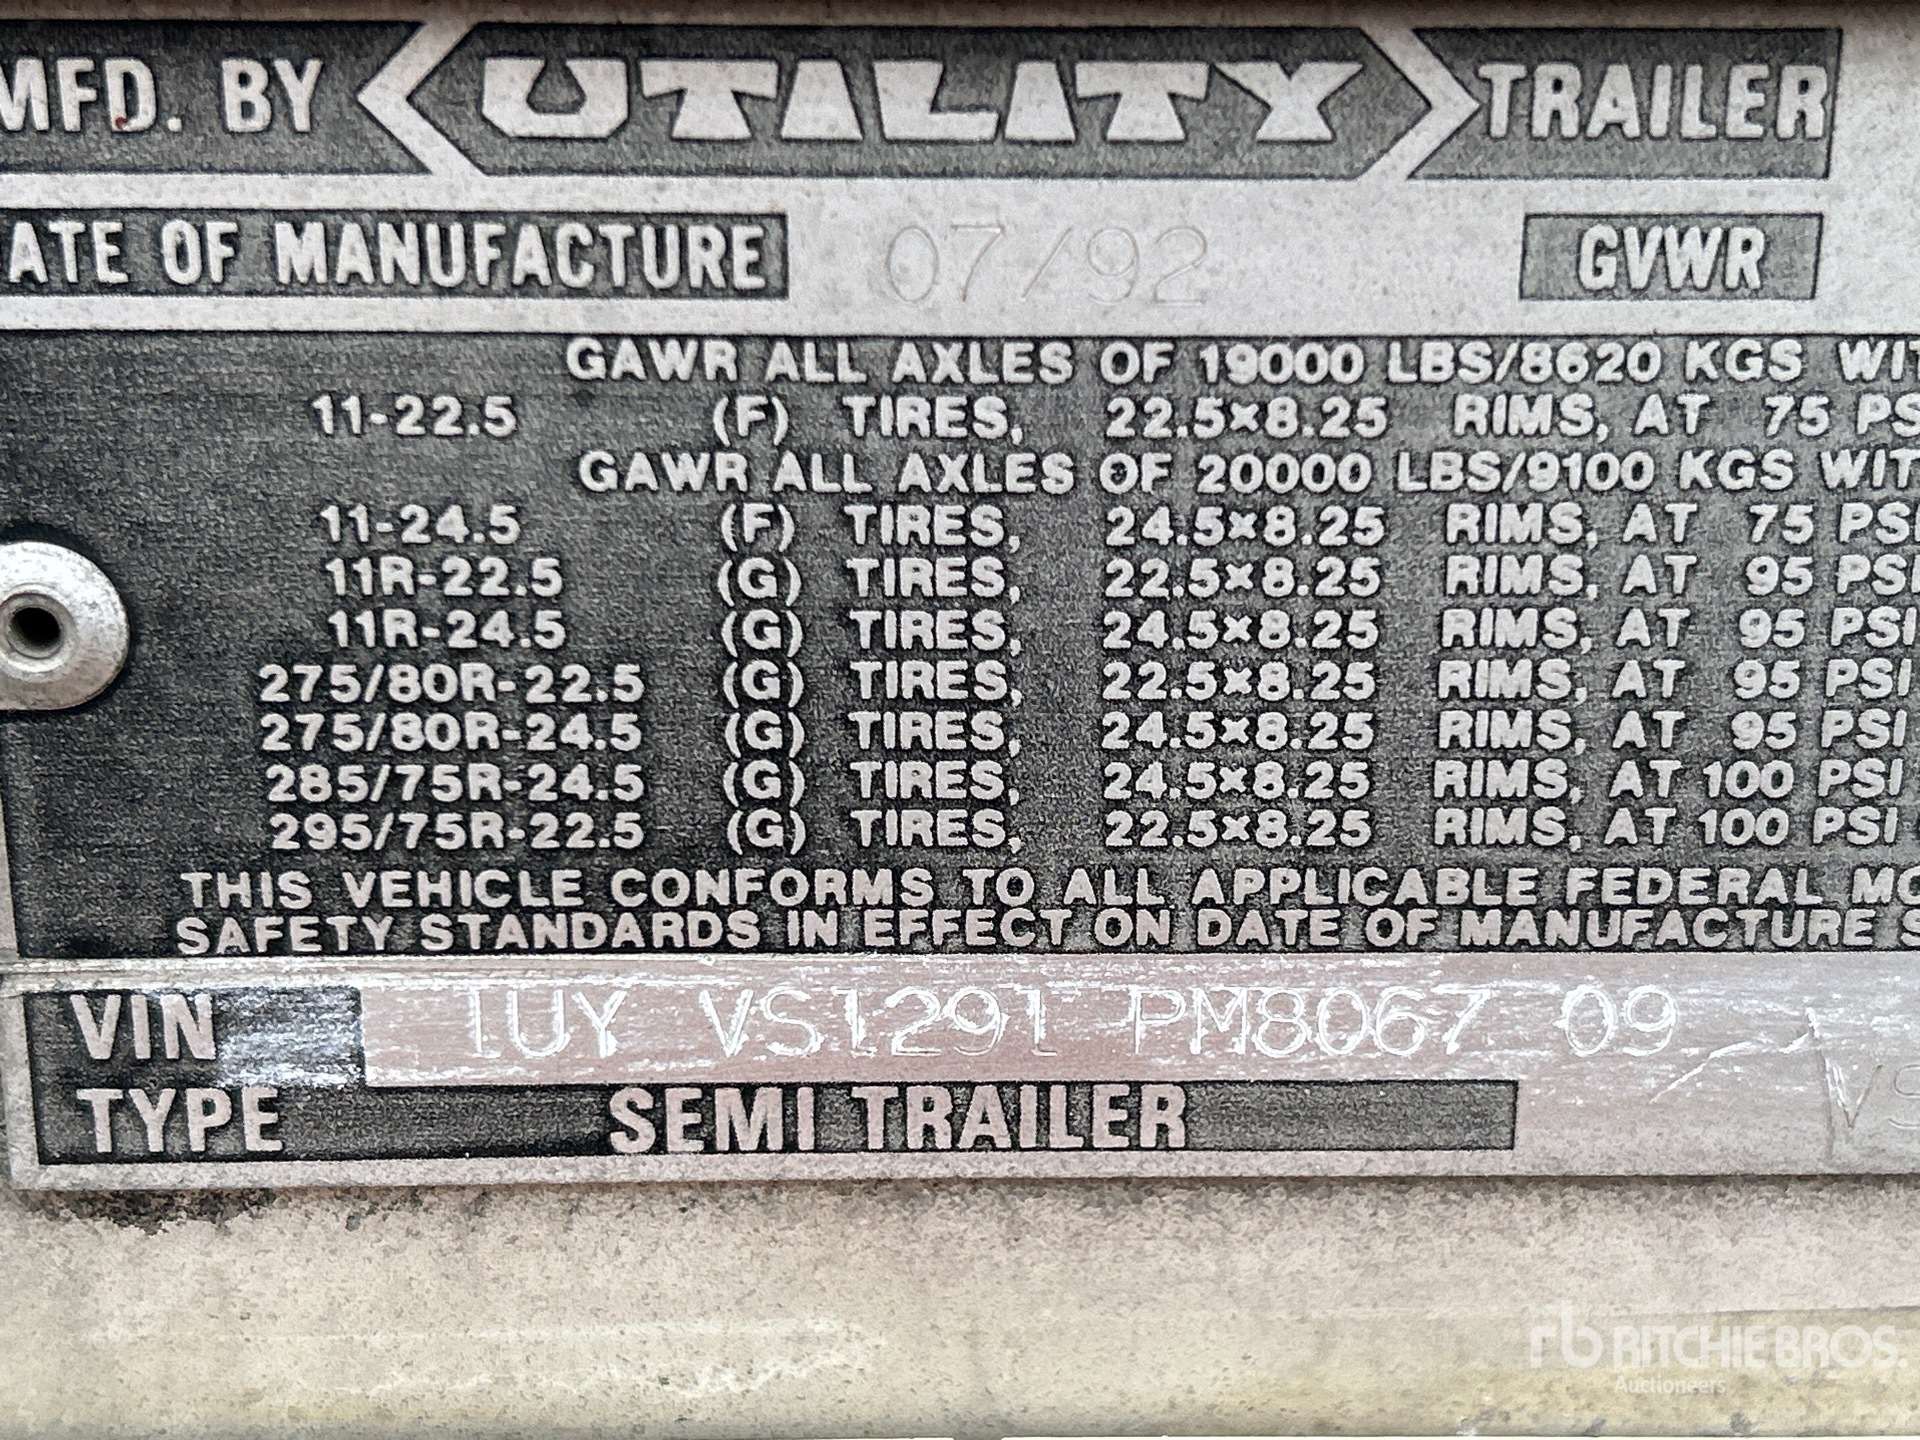 MFD. BY UTILITY TRAILER
ATE OF MANUFACTURE 07/92 GVWR
GAWR ALL AXLES OF 19000 LBS/8620 KGS WIT
11-22.5 (F) TIRES, 22.5×8.25 RIMS, AT 75 PS
GAWR ALL AXLES OF 20000 LBS/9100 KGS WIT
11-24.5 (F) TIRES, 24.5×8.25 RIMS, AT 75 PSI
11R-22.5 (G) TIRES, 22.5×8.25 RIMS, AT 95 PSI
11R-24.5 (G) TIRES, 24.5×8.25 RIMS, AT 95 PSI
275/80R-22.5 (G) TIRES, 22.5×8.25 RIMS, AT 95 PSI
275/80R-24.5 (G) TIRES, 24.5×8.25 RIMS, AT 95 PSI
285/75R-24.5 (G) TIRES, 24.5×8.25 RIMS, AT 100 PSI
295/75R-22.5 (G) TIRES, 22.5×8.25 RIMS, AT 100 PSI
THIS VEHICLE CONFORMS TO ALL APPLICABLE FEDERAL MO
SAFETY STANDARDS IN EFFECT ON DATE OF MANUFACTURE S
VIN 1UY VS1291 PM8067 09
TYPE SEMI TRAILER VS
rb RITCHIE BROS.
Auctioneers